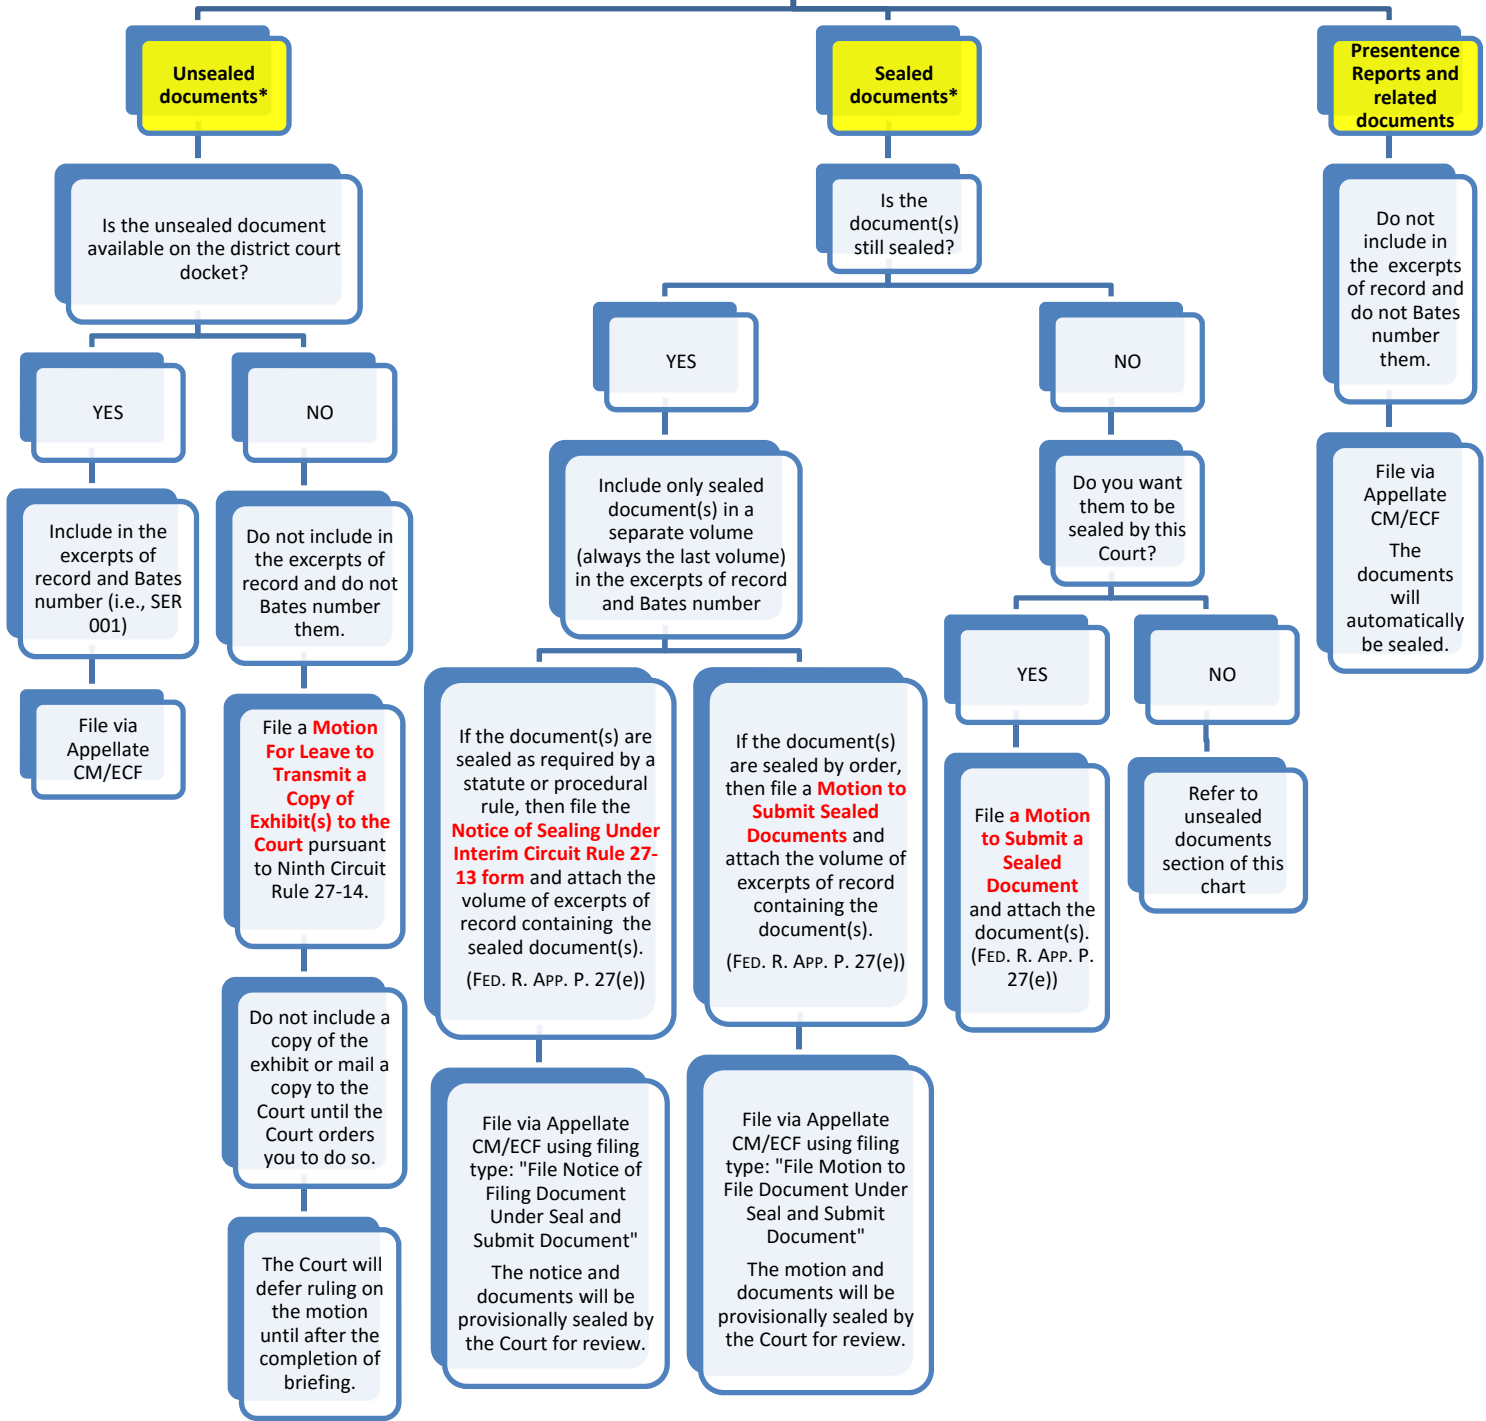 Unsealed
documents*
Sealed
documents*
Presentence
Reports and
related
documents
Is the unsealed document
available on the district court
docket?
YES
Include in the
excerpts of
record and Bates
number (i.e., SER
001)
File via
Appellate
CM/ECF
NO
Do not include in
the excerpts of
record and do not
Bates number
them.
File a Motion
For Leave to
Transmit a
Copy of
Exhibit(s) to the
Court pursuant
to Ninth Circuit
Rule 27-14.
Do not include a
copy of the
exhibit or mail a
copy to the
Court until the
Court orders
you to do so.
The Court will
defer ruling on
the motion
until after the
completion of
briefing.
Is the
document(s)
still sealed?
YES
Include only sealed
document(s) in a
separate volume
(always the last volume)
in the excerpts of record
and Bates number
If the document(s) are
sealed as required by a
statute or procedural
rule, then file the
Notice of Sealing Under
Interim Circuit Rule 27-
13 form and attach the
volume of excerpts of
record containing the
sealed document(s).
(FED. R. APP. P. 27(e))
File via Appellate
CM/ECF using filing
type: "File Notice of
Filing Document
Under Seal and
Submit Document"
The notice and
documents will be
provisionally sealed by
the Court for review.
If the document(s)
are sealed by order,
then file a Motion to
Submit Sealed
Documents and
attach the volume of
excerpts of record
containing the
document(s).
(FED. R. APP. P. 27(e))
File via Appellate
CM/ECF using filing
type: "File Motion to
File Document Under
Seal and Submit
Document"
The motion and
documents will be
provisionally sealed by
the Court for review.
NO
Do you want
them to be
sealed by this
Court?
YES
File a Motion
to Submit a
Sealed
Document
and attach the
document(s).
(FED. R. APP. P.
27(e))
NO
Refer to
unsealed
documents
section of this
chart
Do not
include in
the excerpts
of record and
do not Bates
number
them.
File via
Appellate
CM/ECF
The
documents
will
automatically
be sealed.